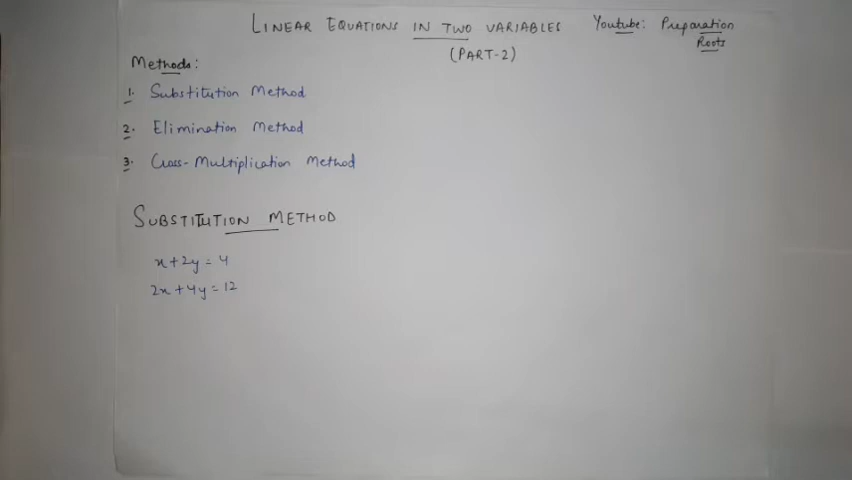 LINEAR EQUATIONS IN TWO VARIABLES
(PART-2)
Youtube: Preparation
Roots
Methods:
1. Substitution Method
2. Elimination Method
3. Cross-Multiplication Method
SUBSTITUTION METHOD
x+2y=4
2x+4y=12